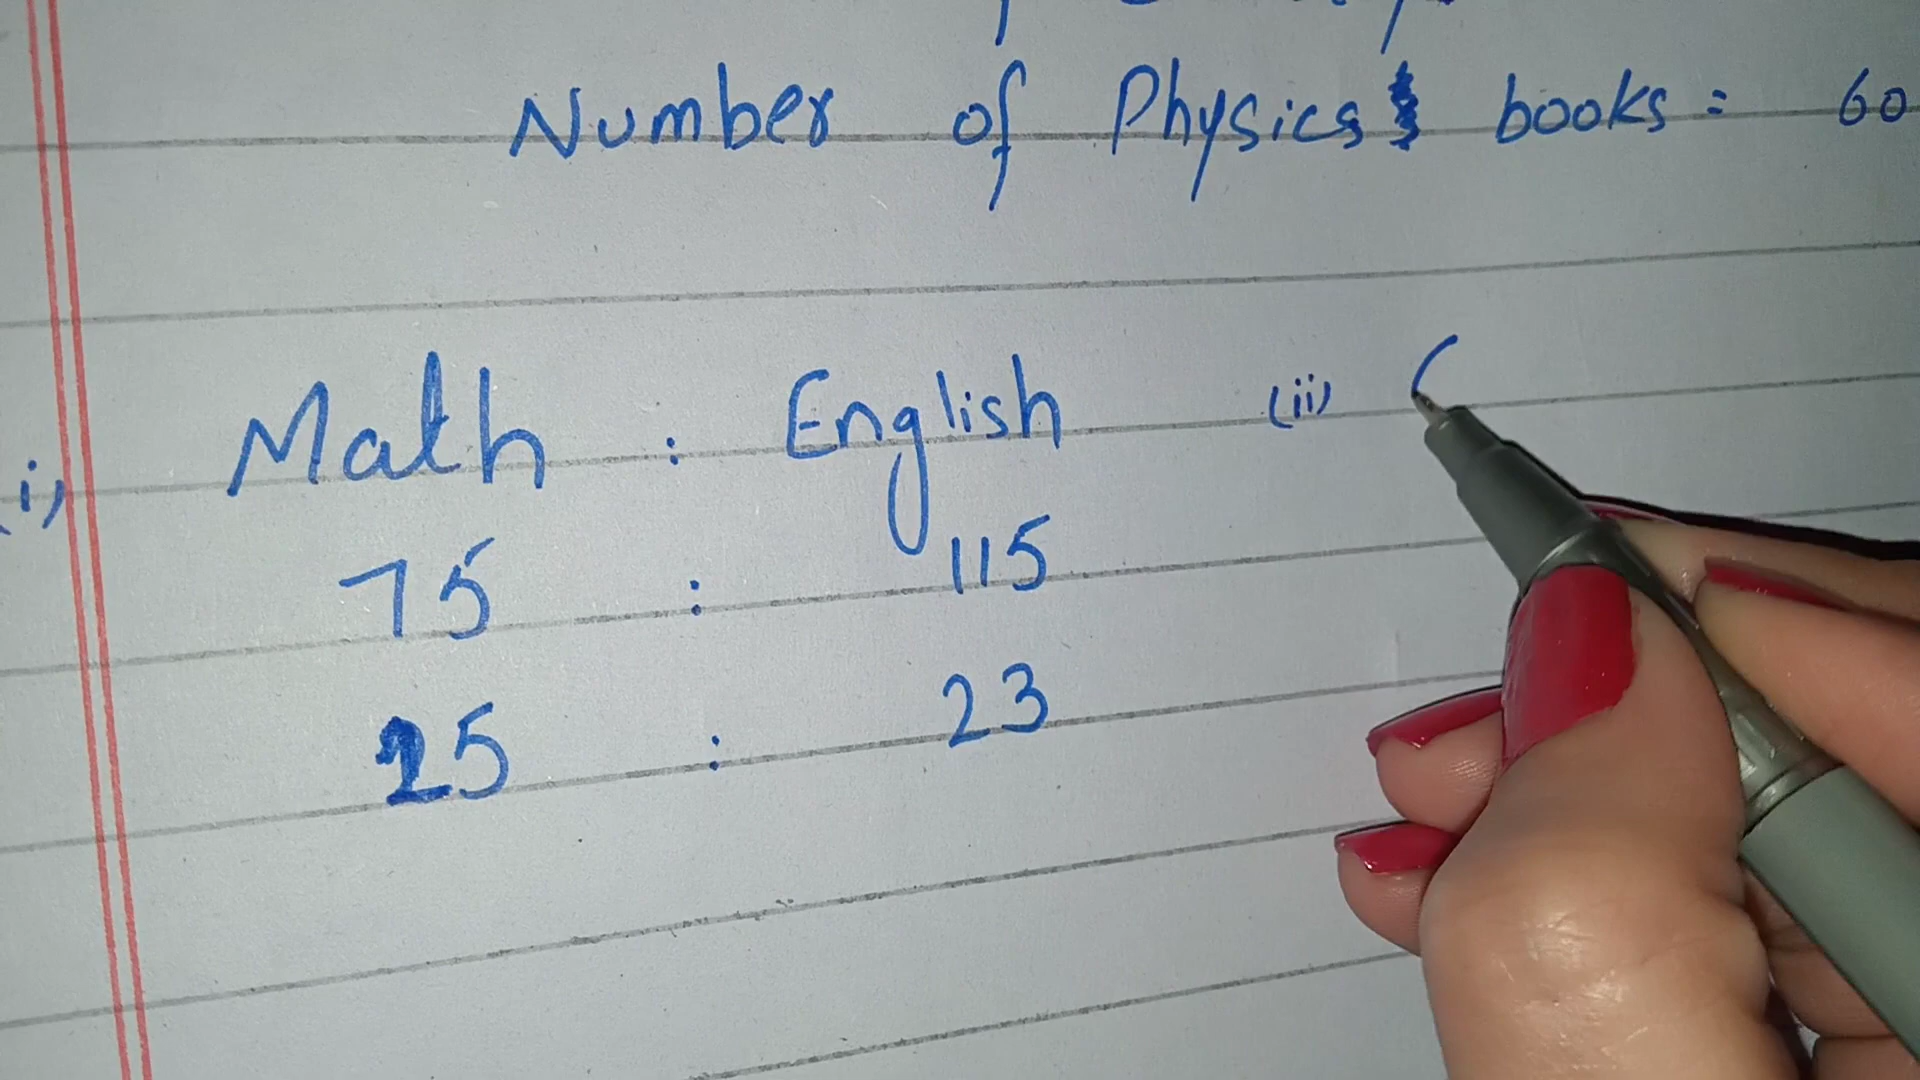 Number of Physics books = 60
(i) Math : English (ii)
75 : 115
25 : 23